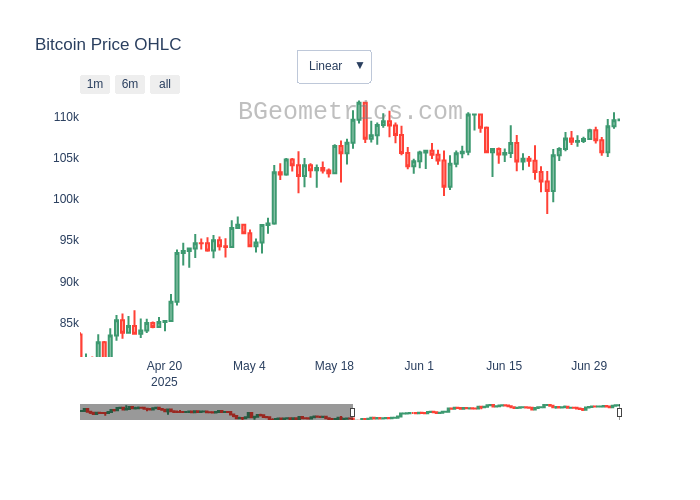 Bitcoin Price OHLC
Linear ▼
1m 6m all
BGeometrics.com
110k
105k
100k
95k
90k
85k
Apr 20 May 4 May 18 Jun 1 Jun 15 Jun 29
2025